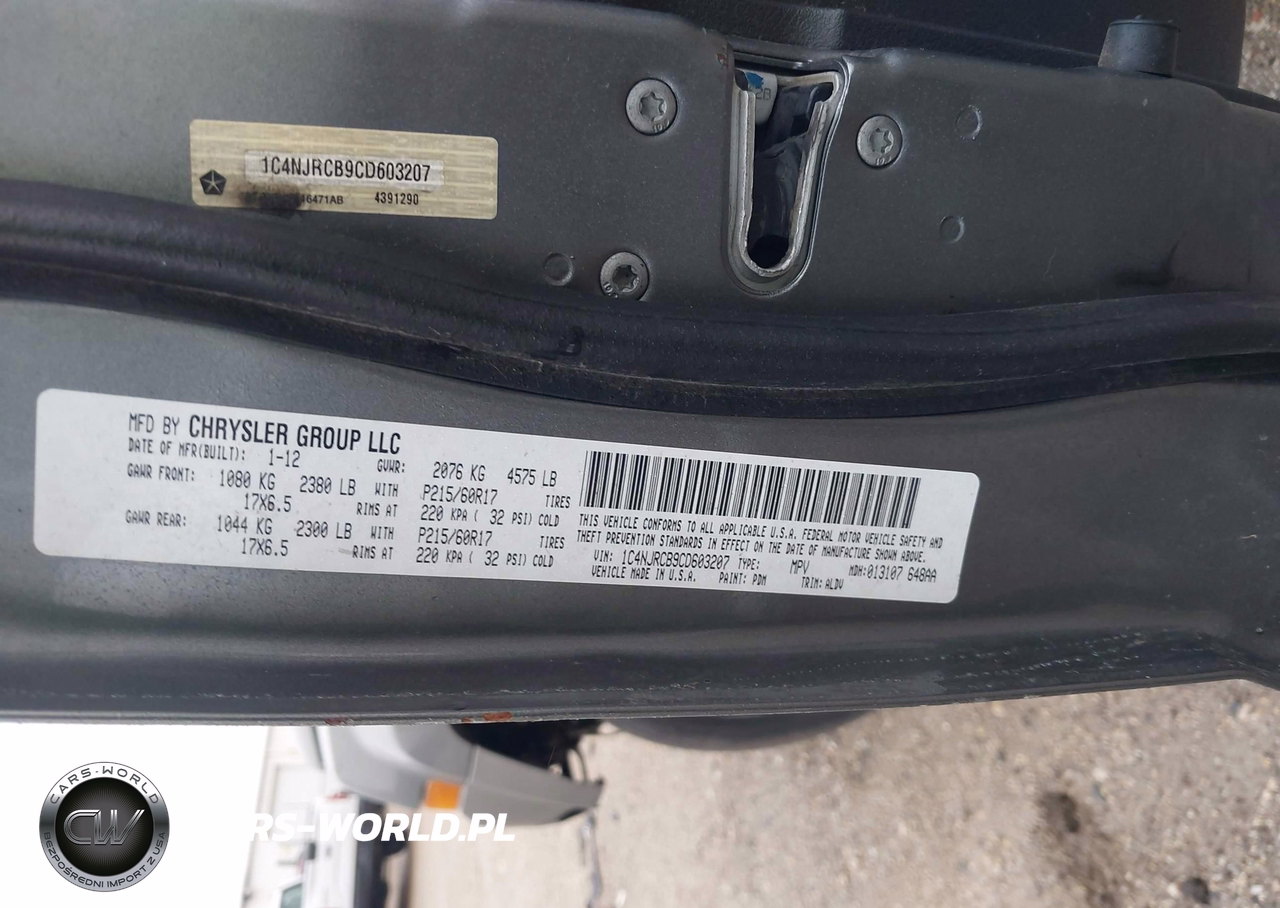 1C4NJRCB9CD603207
16471AB 4391290
MFD BY CHRYSLER GROUP LLC
DATE OF MFR(BUILT): 1-12 GVWR: 2076 KG 4575 LB
GAWR FRONT: 1080 KG 2380 LB WITH P215/60R17 TIRES
17X6.5 RIMS AT 220 KPA ( 32 PSI) COLD
GAWR REAR: 1044 KG 2300 LB WITH P215/60R17 TIRES
17X6.5 RIMS AT 220 KPA ( 32 PSI) COLD
THIS VEHICLE CONFORMS TO ALL APPLICABLE U.S.A. FEDERAL MOTOR VEHICLE SAFETY AND
THEFT PREVENTION STANDARDS IN EFFECT ON THE DATE OF MANUFACTURE SHOWN ABOVE.
VIN: 1C4NJRCB9CD603207 TYPE: MPV MDH:013107 648AA
VEHICLE MADE IN U.S.A. PAINT: PDM TRIM: ALDV
CARS-WORLD
CW
BEZPOŚREDNI IMPORT Z USA
CARS-WORLD.PL